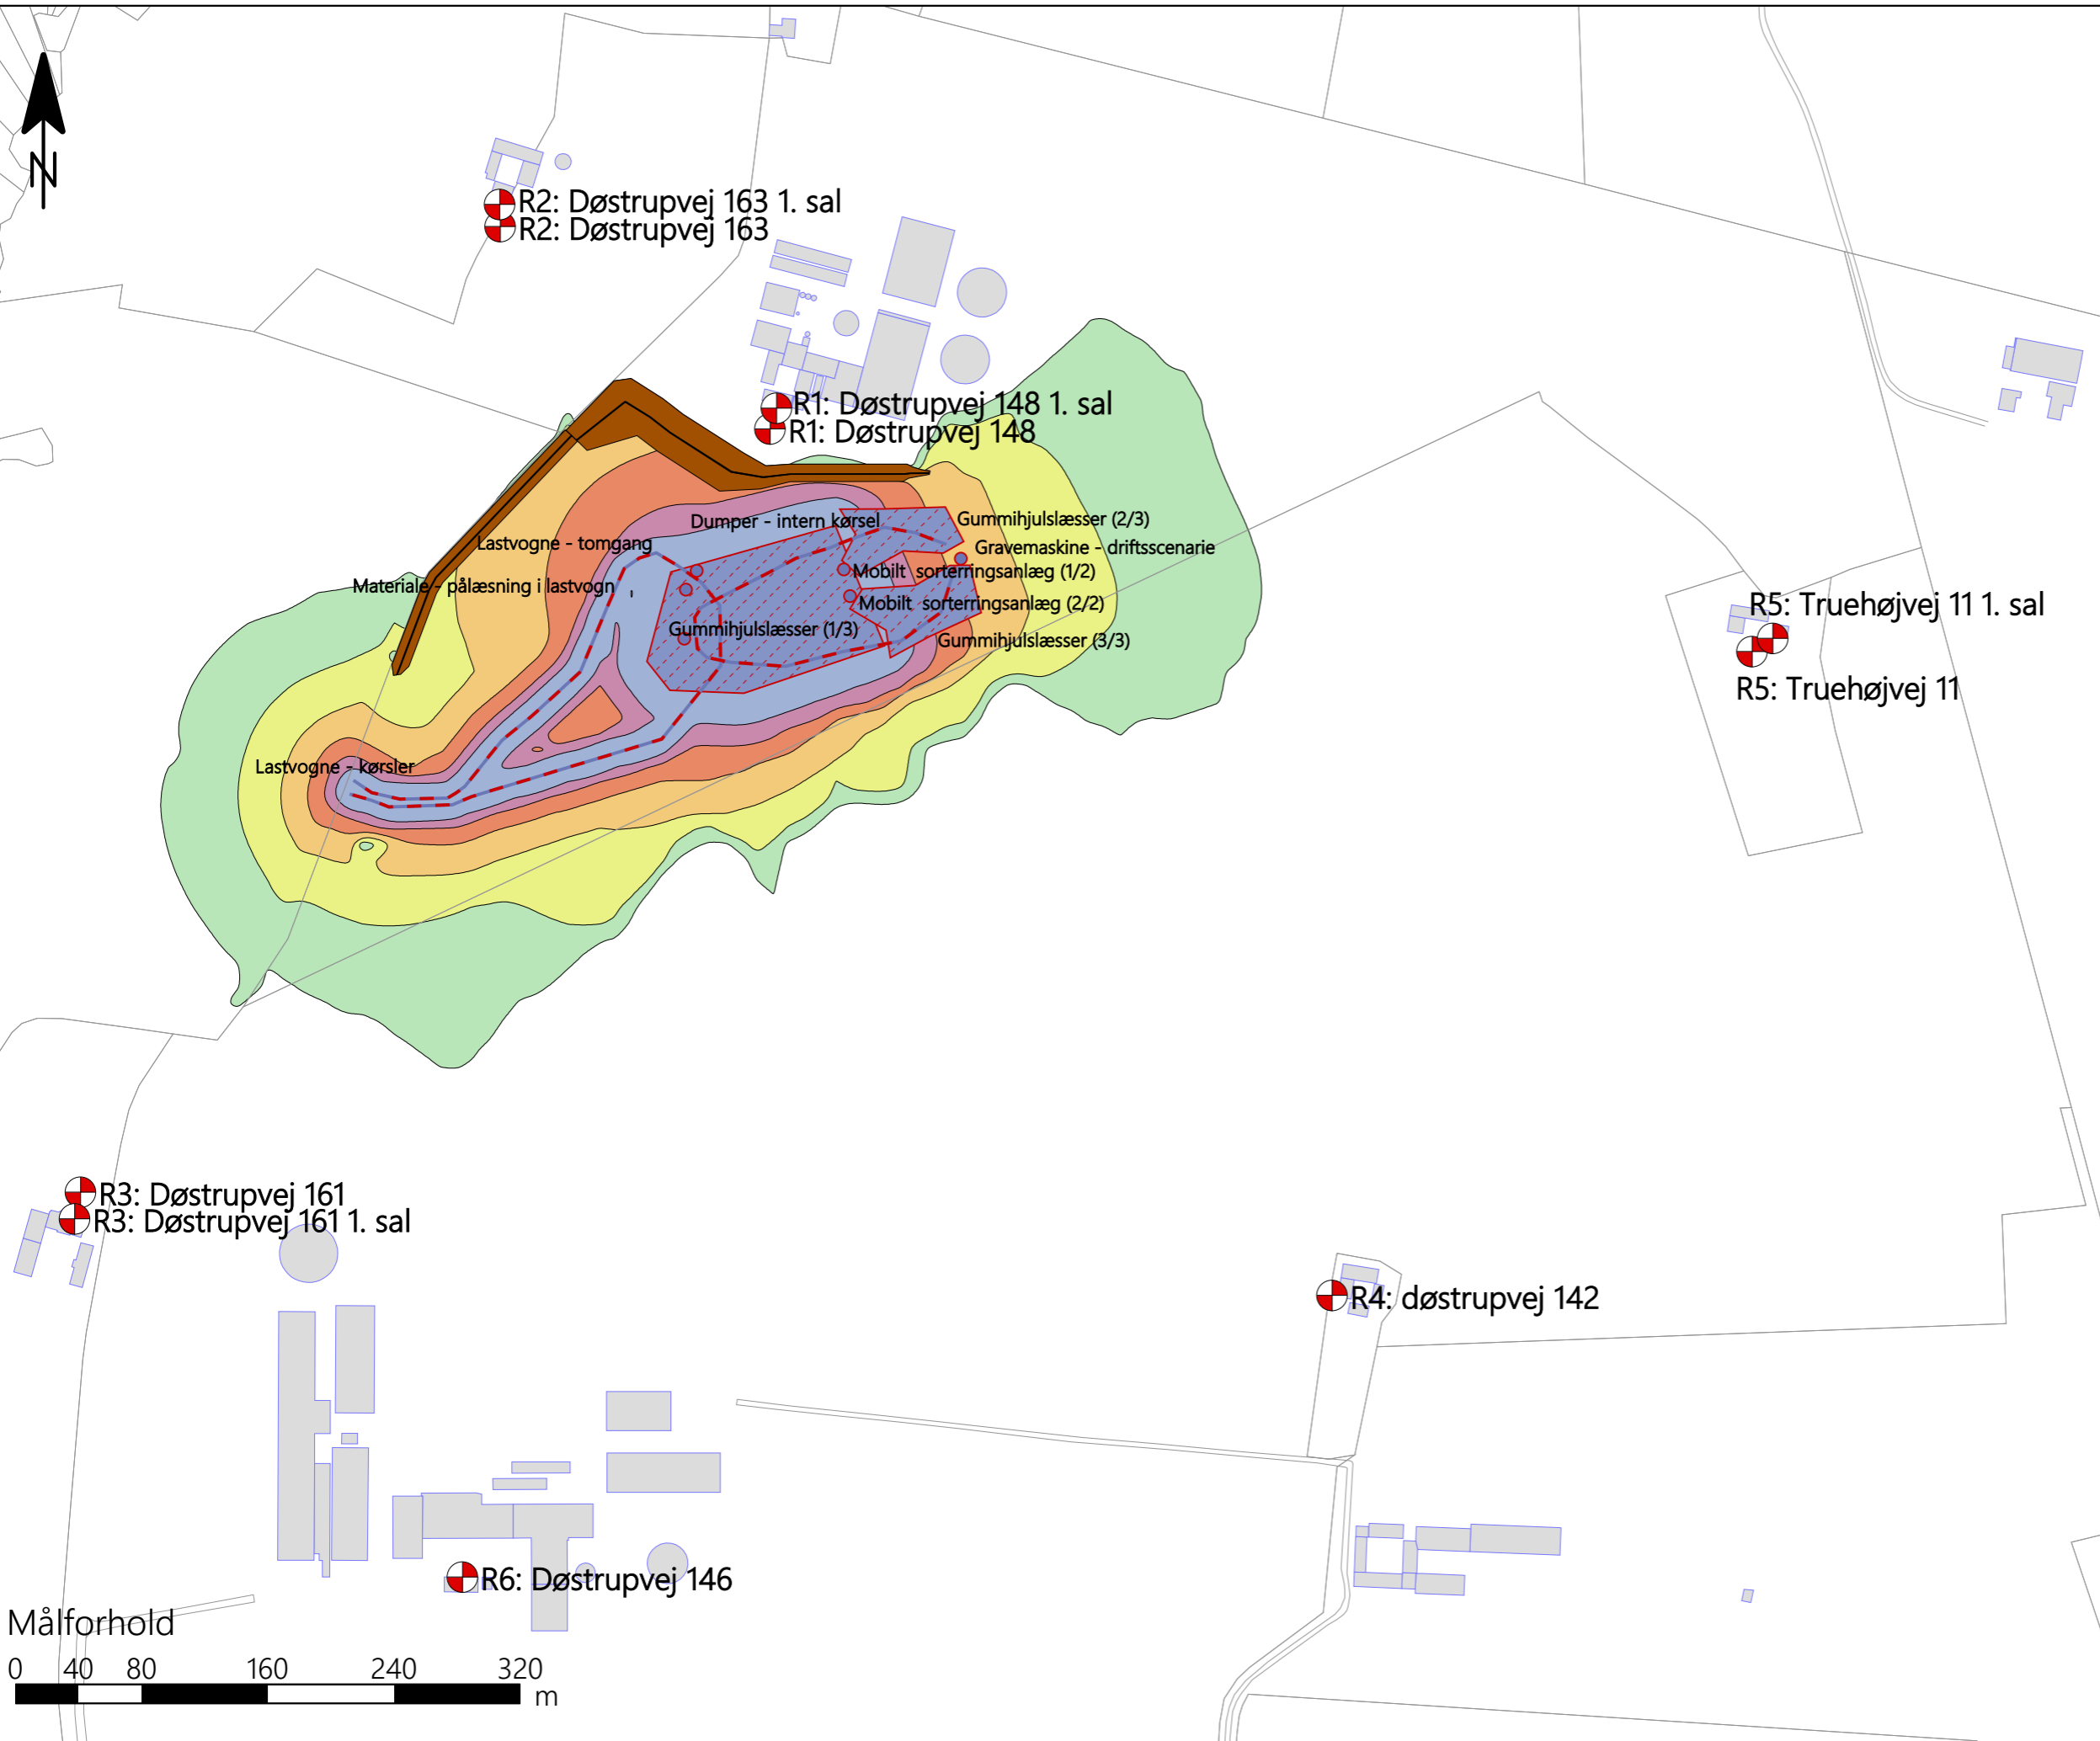 N
R2: Døstrupvej 163 1. sal
R2: Døstrupvej 163
R1: Døstrupvej 148 1. sal
R1: Døstrupvej 148
Dumper - intern kørsel
Gummihjulslæsser (2/3)
Lastvogne - tomgang
Gravemaskine - driftsscenarie
Mobilt sorterringsanlæg (1/2)
Materiale - pålæsning i lastvogn
Mobilt sorterringsanlæg (2/2)
Gummihjulslæsser (1/3)
Gummihjulslæsser (3/3)
R5: Truehøjvej 11 1. sal
R5: Truehøjvej 11
Lastvogne - kørsler
R3: Døstrupvej 161
R3: Døstrupvej 161 1. sal
R4: døstrupvej 142
R6: Døstrupvej 146
Målforhold
0 40 80 160 240 320
m